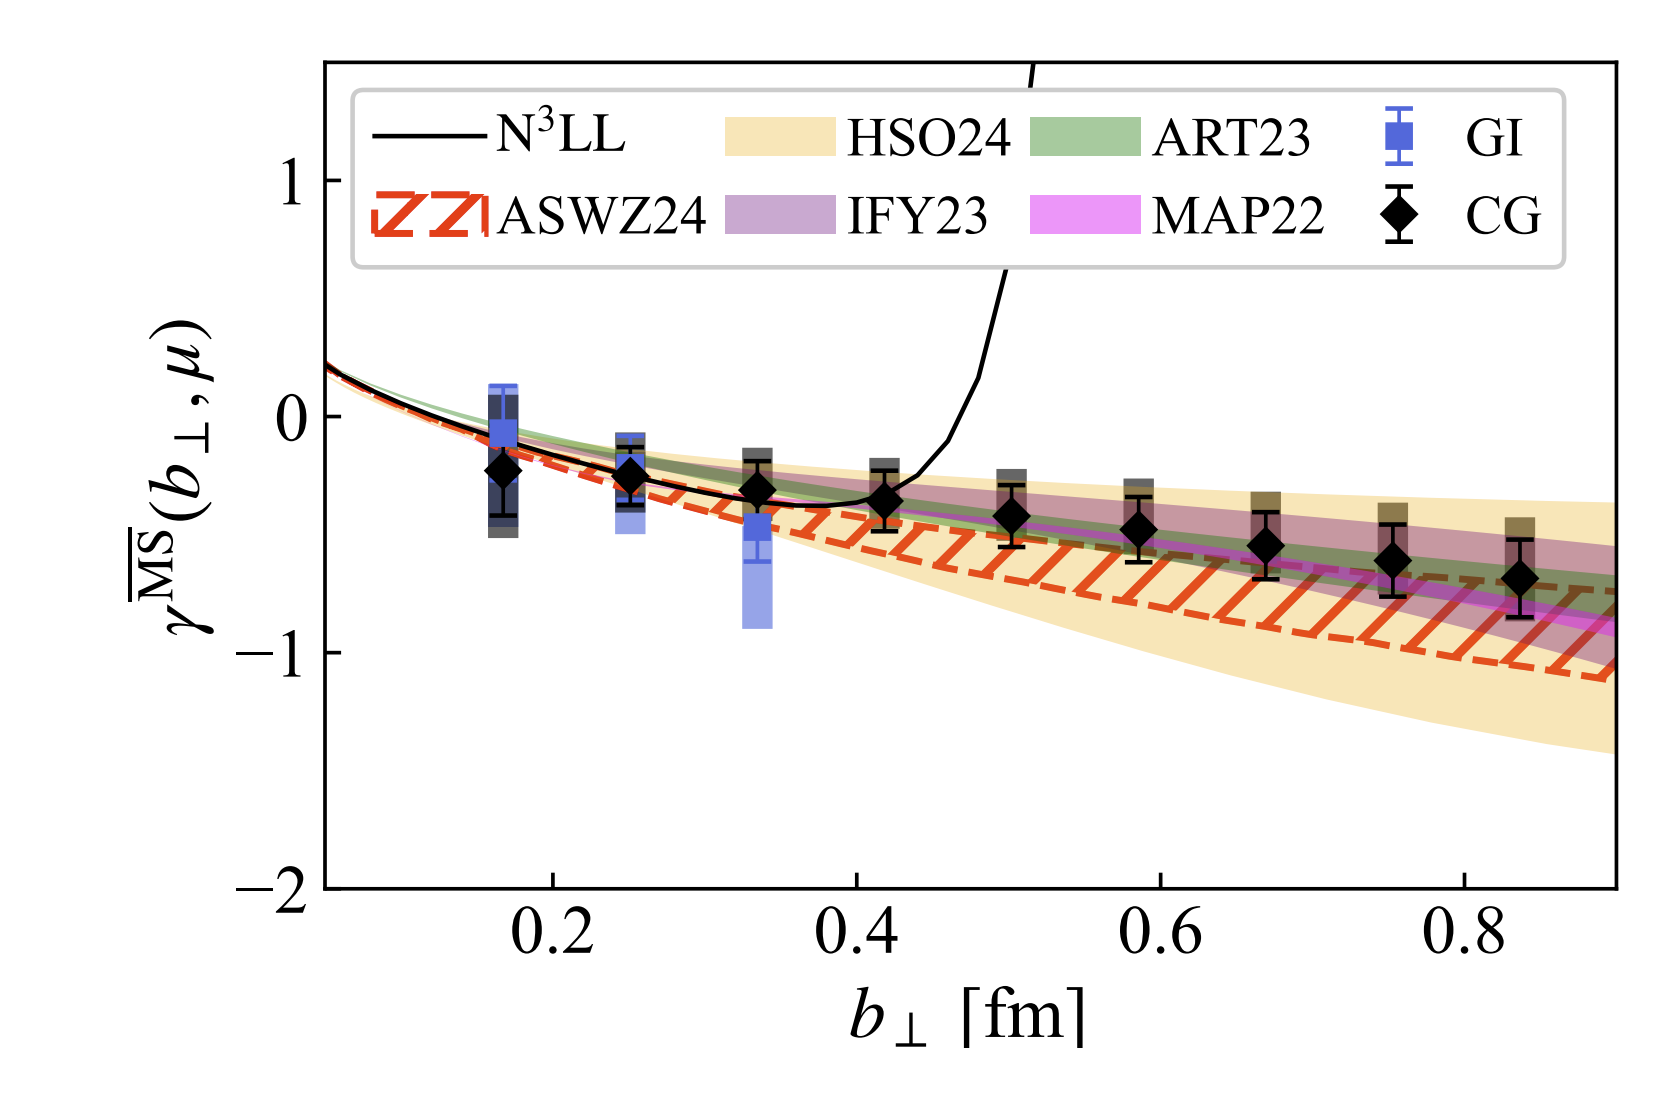 N³LL HSO24 ART23 GI
ASWZ24 IFY23 MAP22 CG
1
0
−1
−2
γ^{\overline{MS}}(b⊥, μ)
0.2 0.4 0.6 0.8
b⊥ [fm]